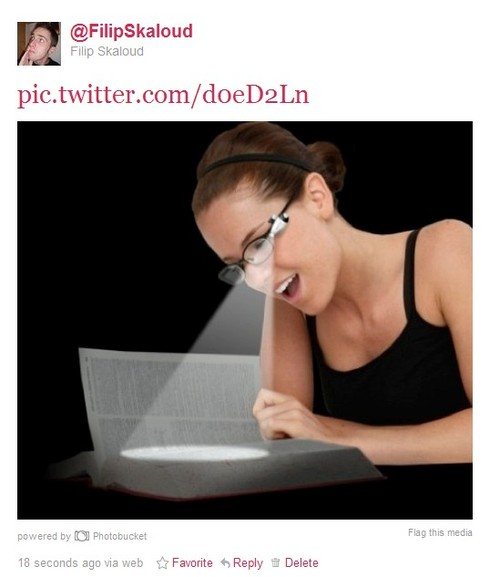 @FilipSkaloud
Filip Skaloud
pic.twitter.com/doeD2Ln
powered by Photobucket
Flag this media
18 seconds ago via web Favorite Reply Delete